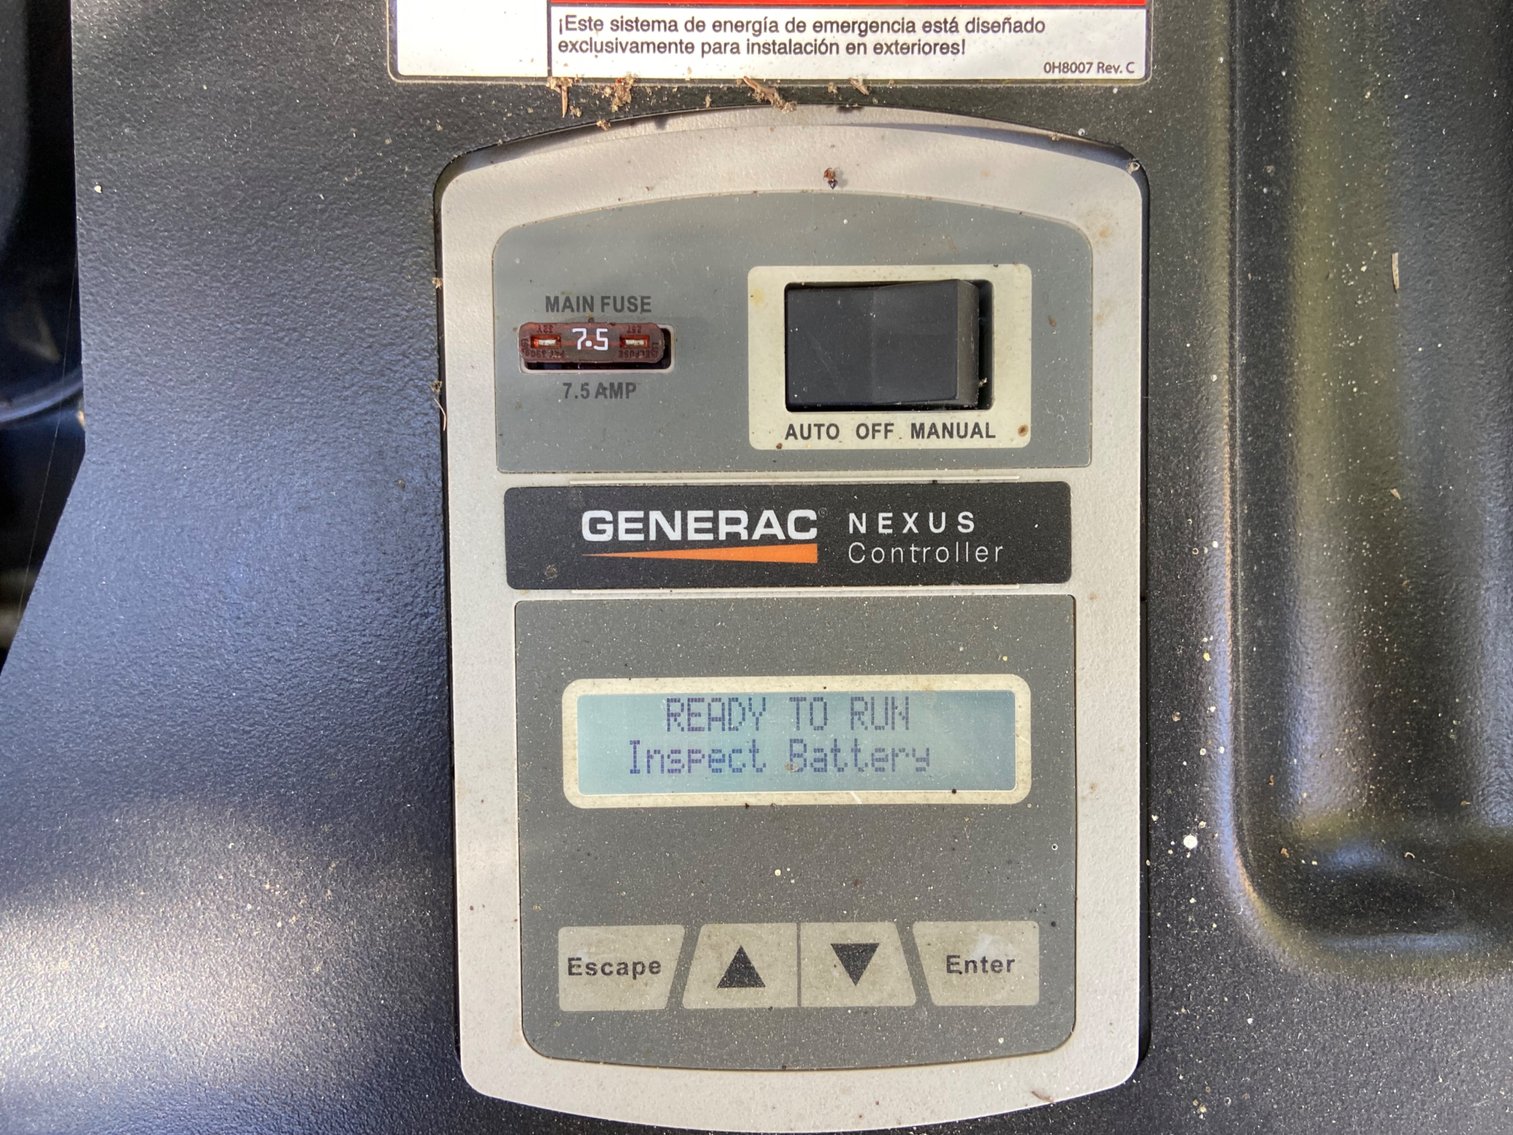 ¡Este sistema de energía de emergencia está diseñado
exclusivamente para instalación en exteriores!
0H8007 Rev. C
MAIN FUSE
32V
7.5
7.5 AMP
AUTO OFF MANUAL
GENERAC NEXUS
Controller
READY TO RUN
Inspect Battery
Escape
Enter